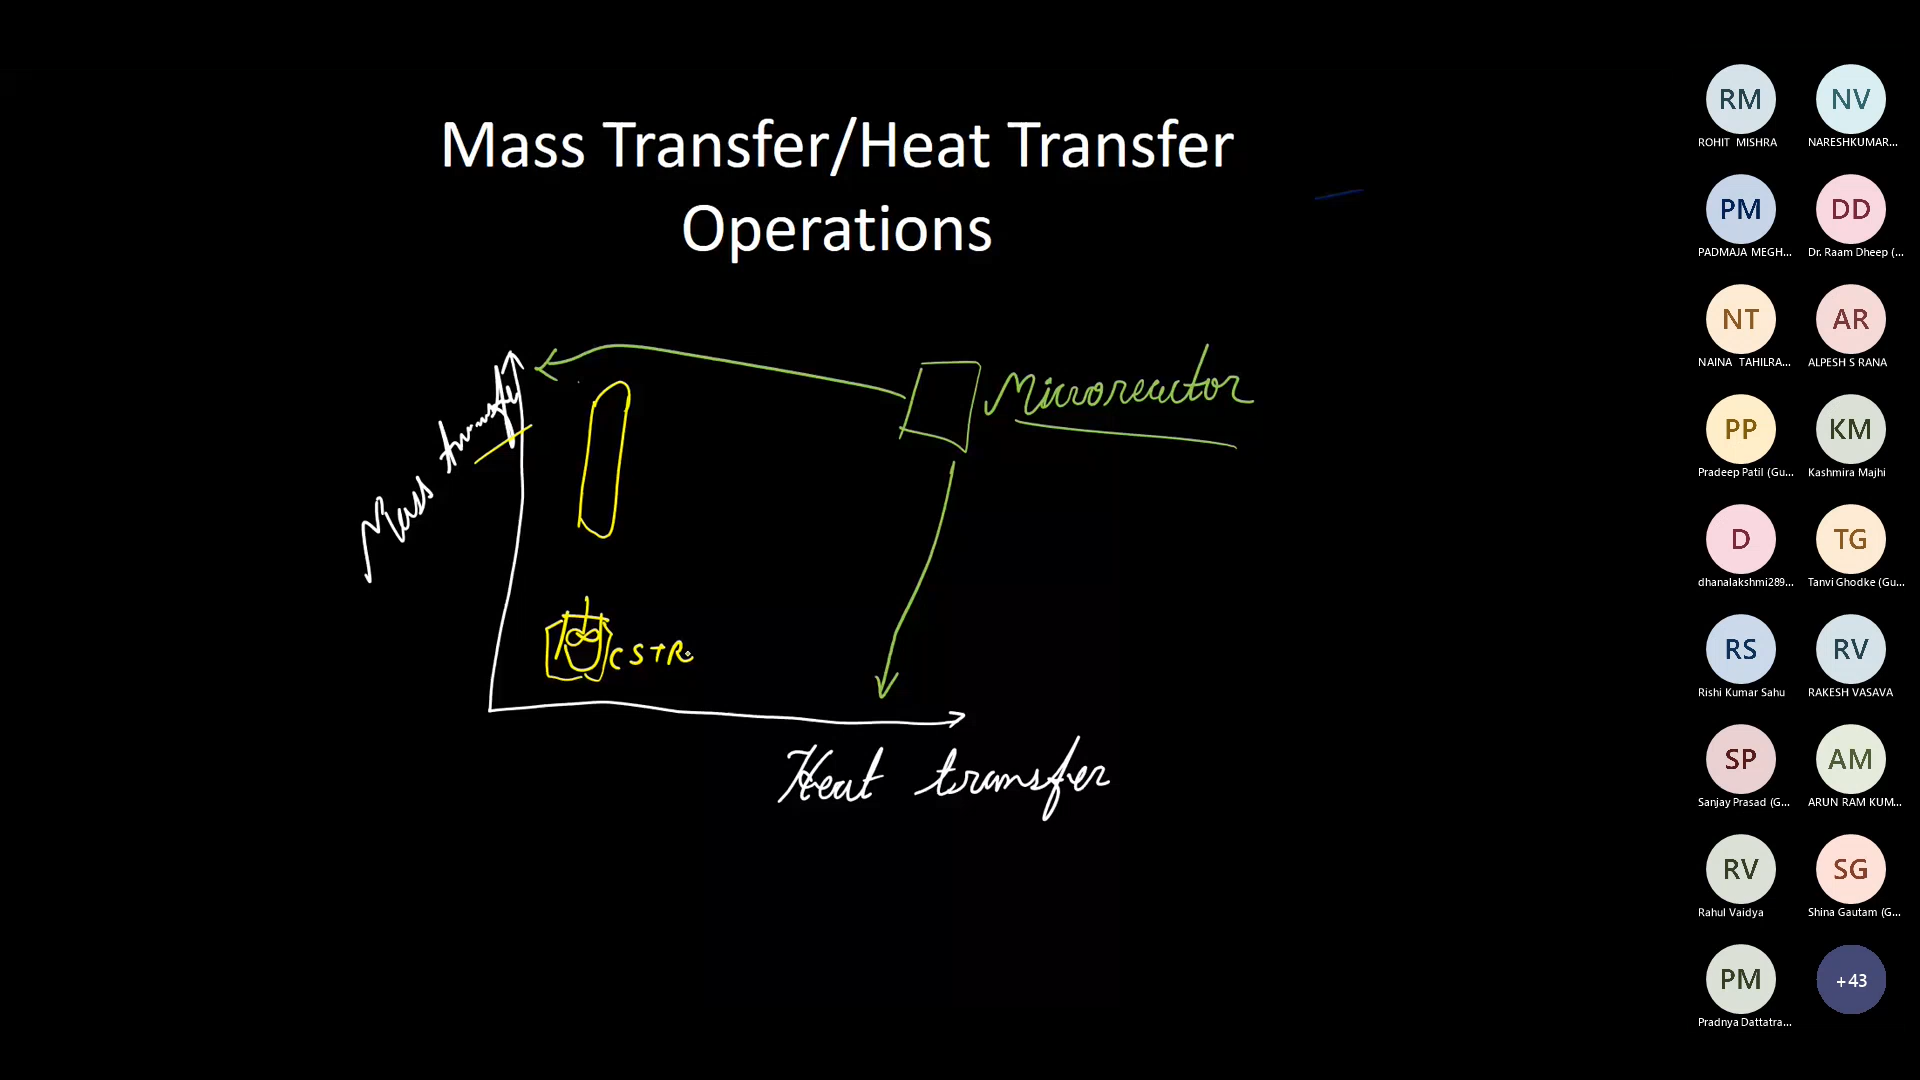 Mass Transfer/Heat Transfer
Operations
Microreactor
Mass transfer
CSTR
Heat transfer
RM
NV
ROHIT MISHRA
NARESHKUMAR...
PM
DD
PADMAJA MEGH...
Dr. Raam Dheep (...
NT
AR
NAINA TAHILRA...
ALPESH S RANA
PP
KM
Pradeep Patil (Gu...
Kashmira Majhi
D
TG
dhanalakshmi289...
Tanvi Ghodke (Gu...
RS
RV
Rishi Kumar Sahu
RAKESH VASAVA
SP
AM
Sanjay Prasad (G...
ARUN RAM KUM...
RV
SG
Rahul Vaidya
Shina Gautam (G...
PM
+43
Pradnya Dattatra...